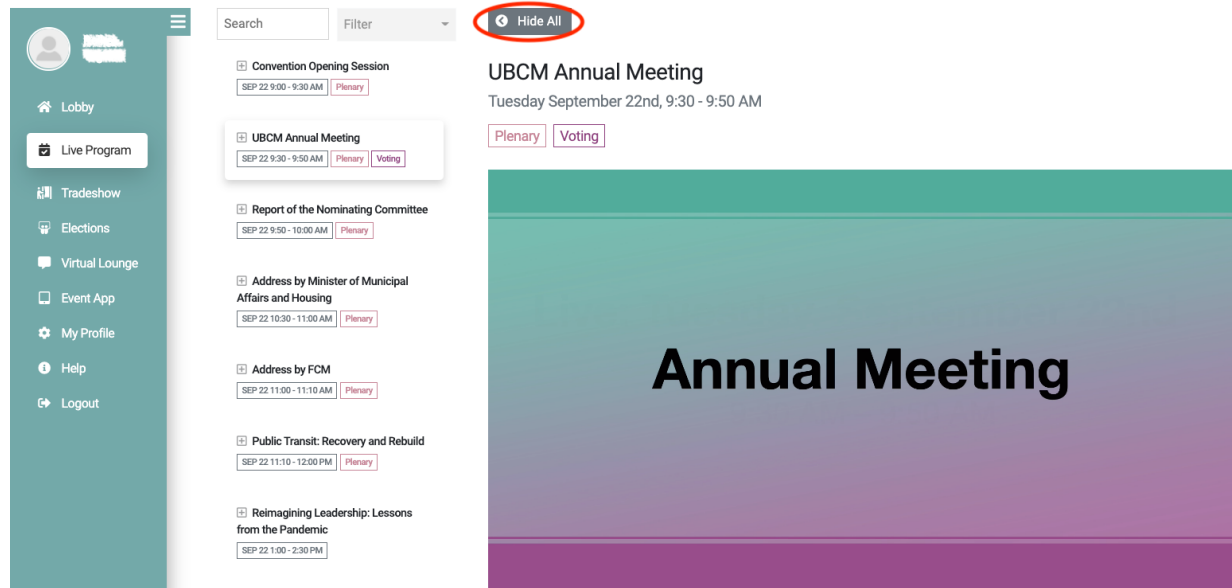 Lobby
Live Program
Tradeshow
Elections
Virtual Lounge
Event App
My Profile
Help
Logout
Search
Filter
Convention Opening Session
SEP 22 9:00 - 9:30 AM Plenary
UBCM Annual Meeting
SEP 22 9:30 - 9:50 AM Plenary Voting
Report of the Nominating Committee
SEP 22 9:50 - 10:00 AM Plenary
Address by Minister of Municipal
Affairs and Housing
SEP 22 10:30 - 11:00 AM Plenary
Address by FCM
SEP 22 11:00 - 11:10 AM Plenary
Public Transit: Recovery and Rebuild
SEP 22 11:10 - 12:00 PM Plenary
Reimagining Leadership: Lessons
from the Pandemic
SEP 22 1:00 - 2:30 PM
Hide All
UBCM Annual Meeting
Tuesday September 22nd, 9:30 - 9:50 AM
Plenary Voting
Annual Meeting